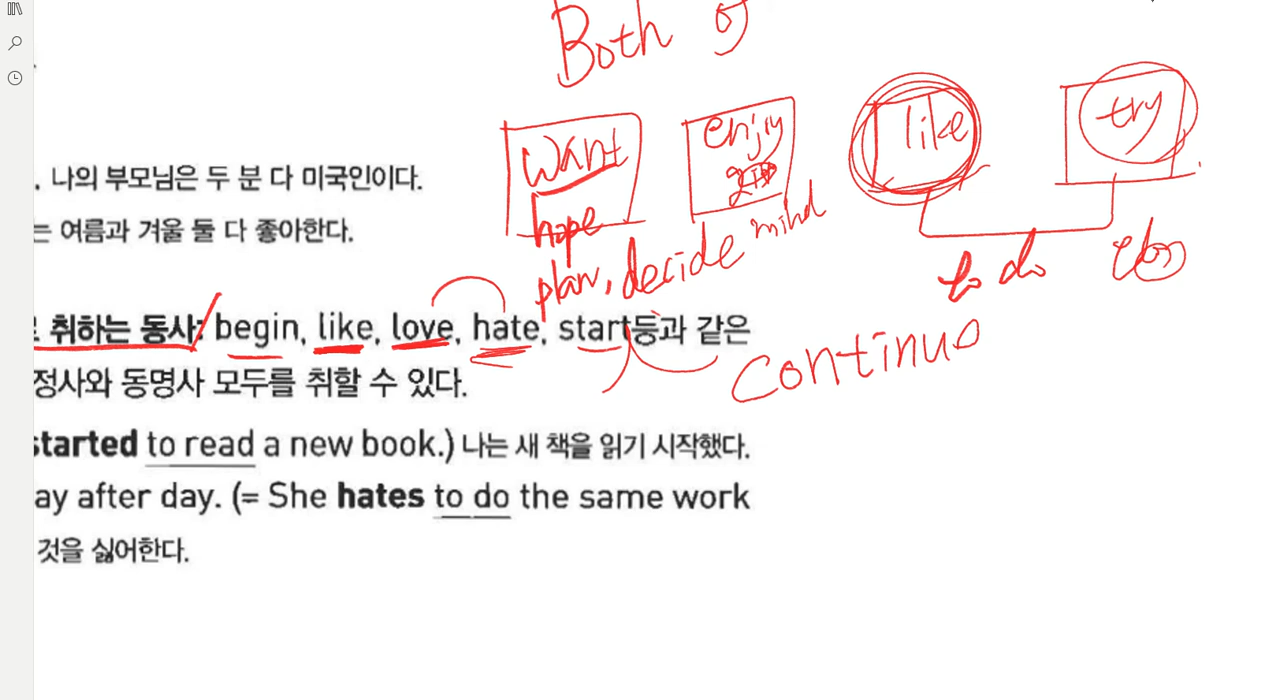 Both of
want
enjoy
like
try
hope
mind
plan, decide
to do
. 나의 부모님은 두 분 다 미국인이다.
는 여름과 겨울 둘 다 좋아한다.
로 취하는 동사: begin, like, love, hate, start등과 같은
continuo
정사와 동명사 모두를 취할 수 있다.
started to read a new book.) 나는 새 책을 읽기 시작했다.
ay after day. (= She hates to do the same work
것을 싫어한다.